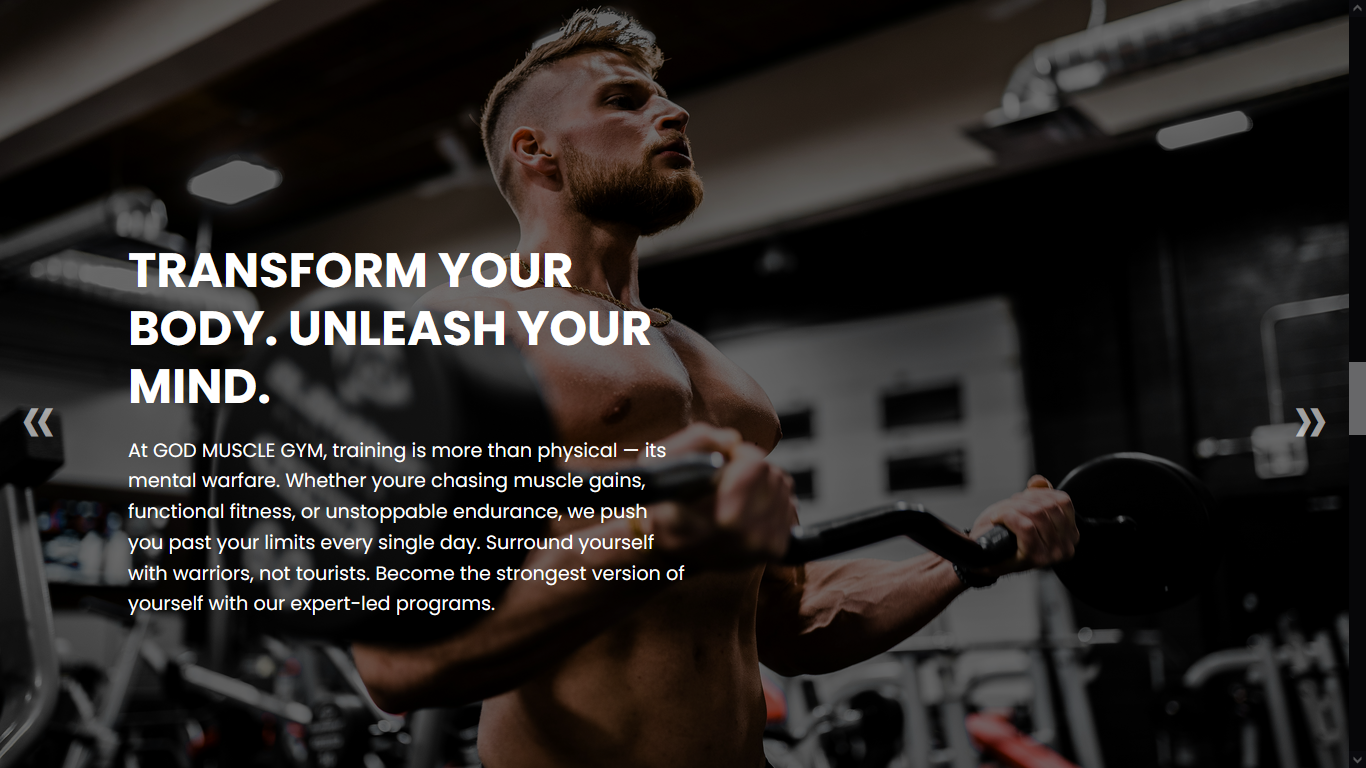 TRANSFORM YOUR
BODY. UNLEASH YOUR
MIND.
At GOD MUSCLE GYM, training is more than physical — its
mental warfare. Whether youre chasing muscle gains,
functional fitness, or unstoppable endurance, we push
you past your limits every single day. Surround yourself
with warriors, not tourists. Become the strongest version of
yourself with our expert-led programs.